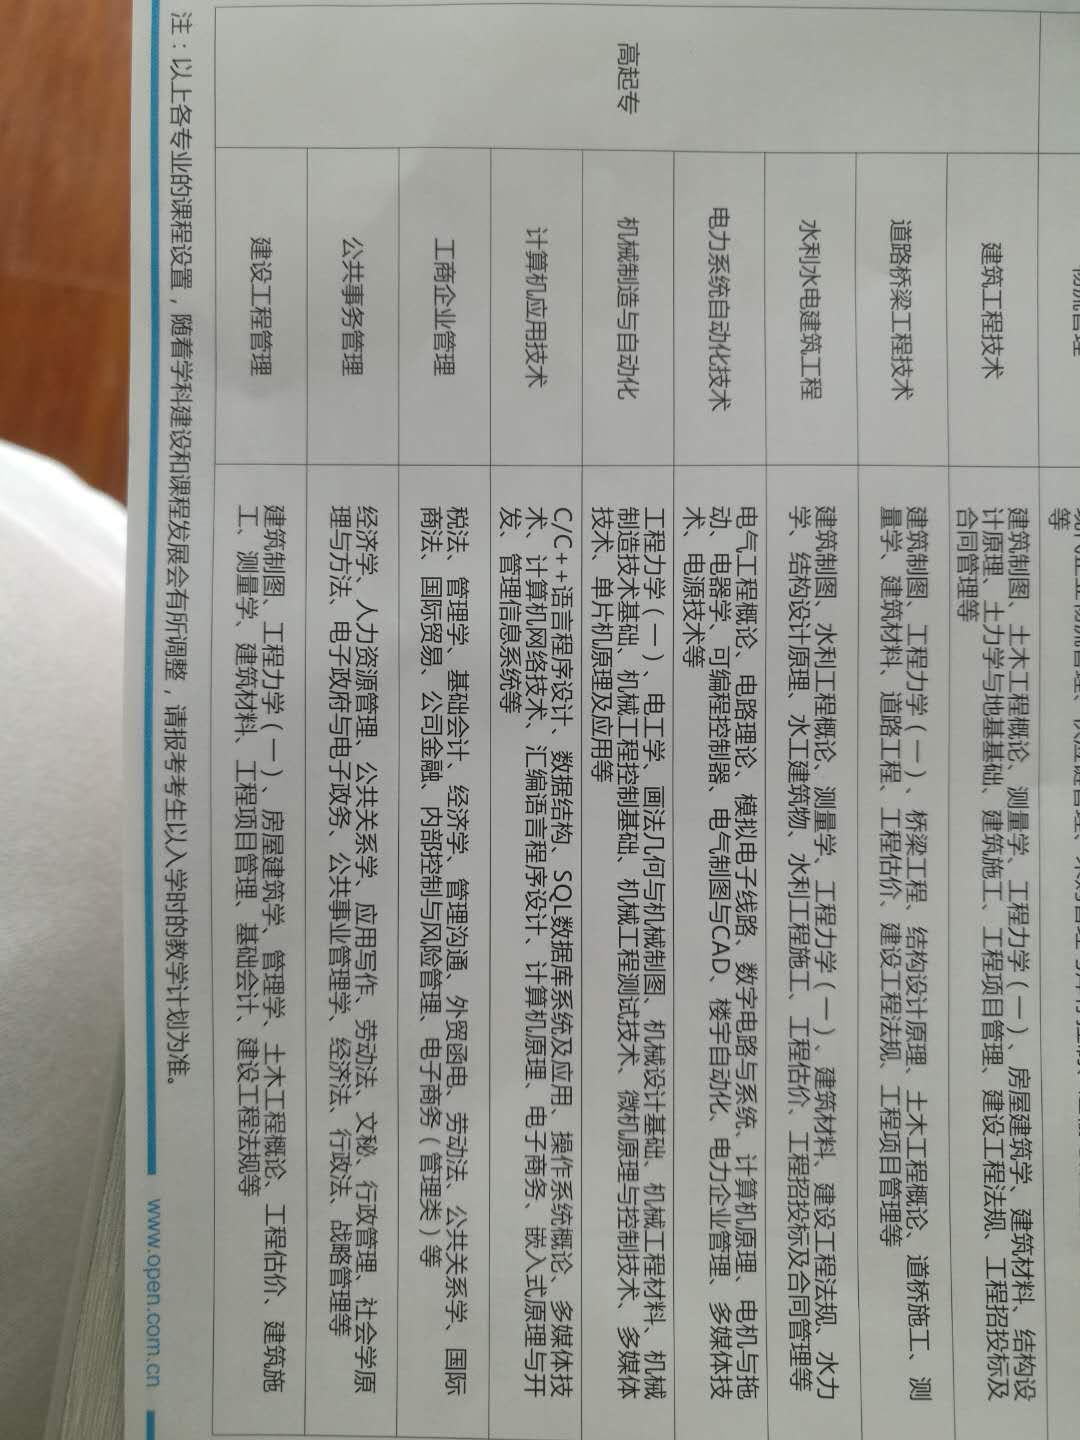 物流管理
等
高起专
建筑工程技术
建筑制图、土木工程概论、测量学、工程力学（一）、房屋建筑学、建筑材料、结构设
计原理、土力学与地基基础、建筑施工、工程项目管理、建设工程法规、工程招投标及
合同管理等
道路桥梁工程技术
建筑制图、工程力学（一）、桥梁工程、结构设计原理、土木工程概论、道桥施工、测
量学、建筑材料、道路工程、工程估价、建设工程法规、工程项目管理等
水利水电建筑工程
建筑制图、水利工程概论、测量学、工程力学（一）、建筑材料、建设工程法规、水力
学、结构设计原理、水工建筑物、水利工程施工、工程估价、工程招投标及合同管理等
电力系统自动化技术
电气工程概论、电路理论、模拟电子线路、数字电路与系统、计算机原理、电机与拖
动、电器学、可编程控制器、电气制图与CAD、楼宇自动化、电力企业管理、多媒体技
术、电源技术等
机械制造与自动化
工程力学（一）、电工学、画法几何与机械制图、机械设计基础、机械工程材料、机械
制造技术基础、机械工程控制基础、机械工程测试技术、微机原理与控制技术、多媒体
技术、单片机原理及应用等
计算机应用技术
C/C++语言程序设计、数据结构、SQL数据库系统及应用、操作系统概论、多媒体技
术、计算机网络技术、汇编语言程序设计、计算机原理、电子商务、嵌入式原理与开
发、管理信息系统等
工商企业管理
税法、管理学、基础会计、经济学、管理沟通、外贸函电、劳动法、公共关系学、国际
商法、国际贸易、公司金融、内部控制与风险管理、电子商务（管理类）等
公共事务管理
经济学、人力资源管理、公共关系学、应用写作、劳动法、文秘、行政管理、社会学原
理与方法、电子政府与电子政务、公共事业管理学、经济法、行政法、战略管理等
建设工程管理
建筑制图、工程力学（一）、房屋建筑学、管理学、土木工程概论、工程估价、建筑施
工、测量学、建筑材料、工程项目管理、基础会计、建设工程法规等
注：以上各专业的课程设置，随着学科建设和课程发展会有所调整，请报考考生以入学时的教学计划为准。
www.open.com.cn